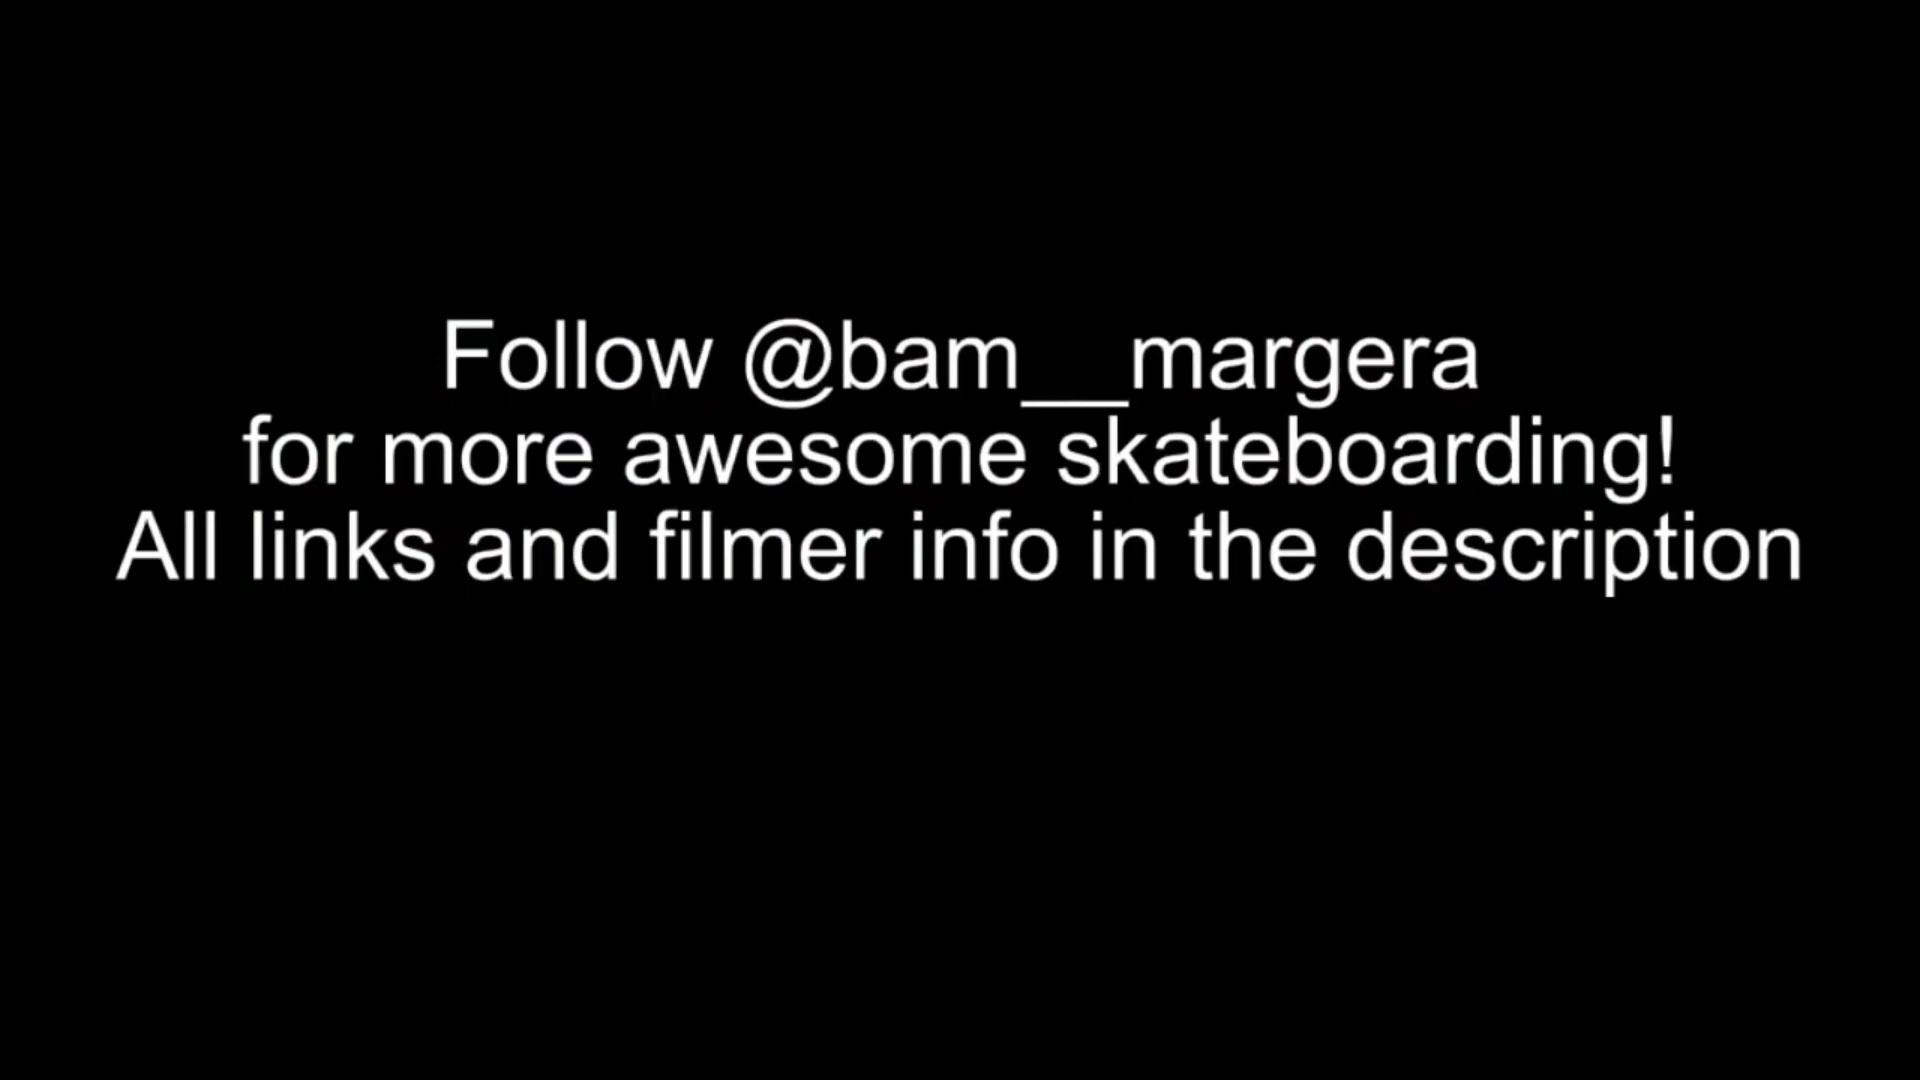 Follow @bam__margera
for more awesome skateboarding!
All links and filmer info in the description